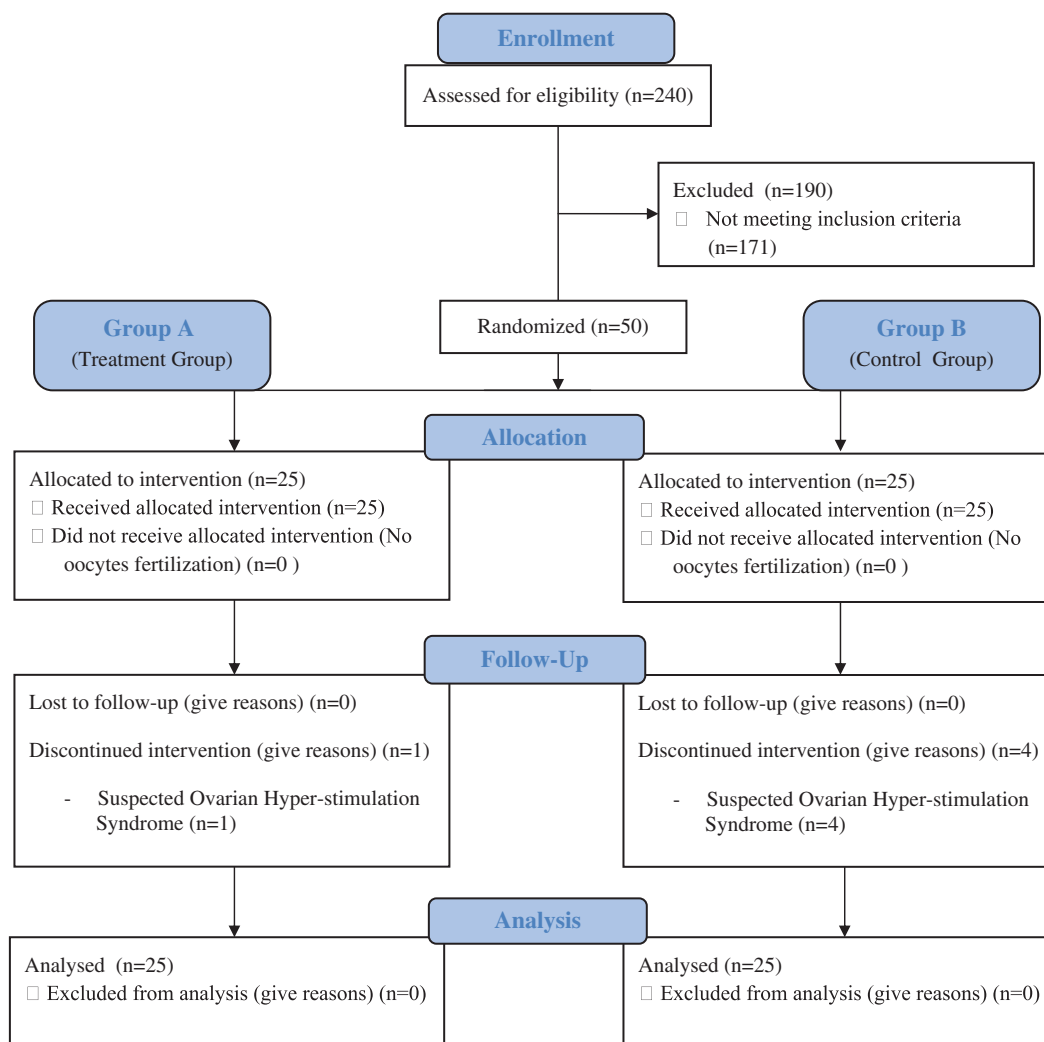 Enrollment
Assessed for eligibility (n=240)
Excluded (n=190)
□ Not meeting inclusion criteria
(n=171)
Randomized (n=50)
Group A
(Treatment Group)
Group B
(Control Group)
Allocation
Allocated to intervention (n=25)
□ Received allocated intervention (n=25)
□ Did not receive allocated intervention (No
oocytes fertilization) (n=0 )
Allocated to intervention (n=25)
□ Received allocated intervention (n=25)
□ Did not receive allocated intervention (No
oocytes fertilization) (n=0 )
Follow-Up
Lost to follow-up (give reasons) (n=0)
Discontinued intervention (give reasons) (n=1)
- Suspected Ovarian Hyper-stimulation
Syndrome (n=1)
Lost to follow-up (give reasons) (n=0)
Discontinued intervention (give reasons) (n=4)
- Suspected Ovarian Hyper-stimulation
Syndrome (n=4)
Analysis
Analysed (n=25)
□ Excluded from analysis (give reasons) (n=0)
Analysed (n=25)
□ Excluded from analysis (give reasons) (n=0)